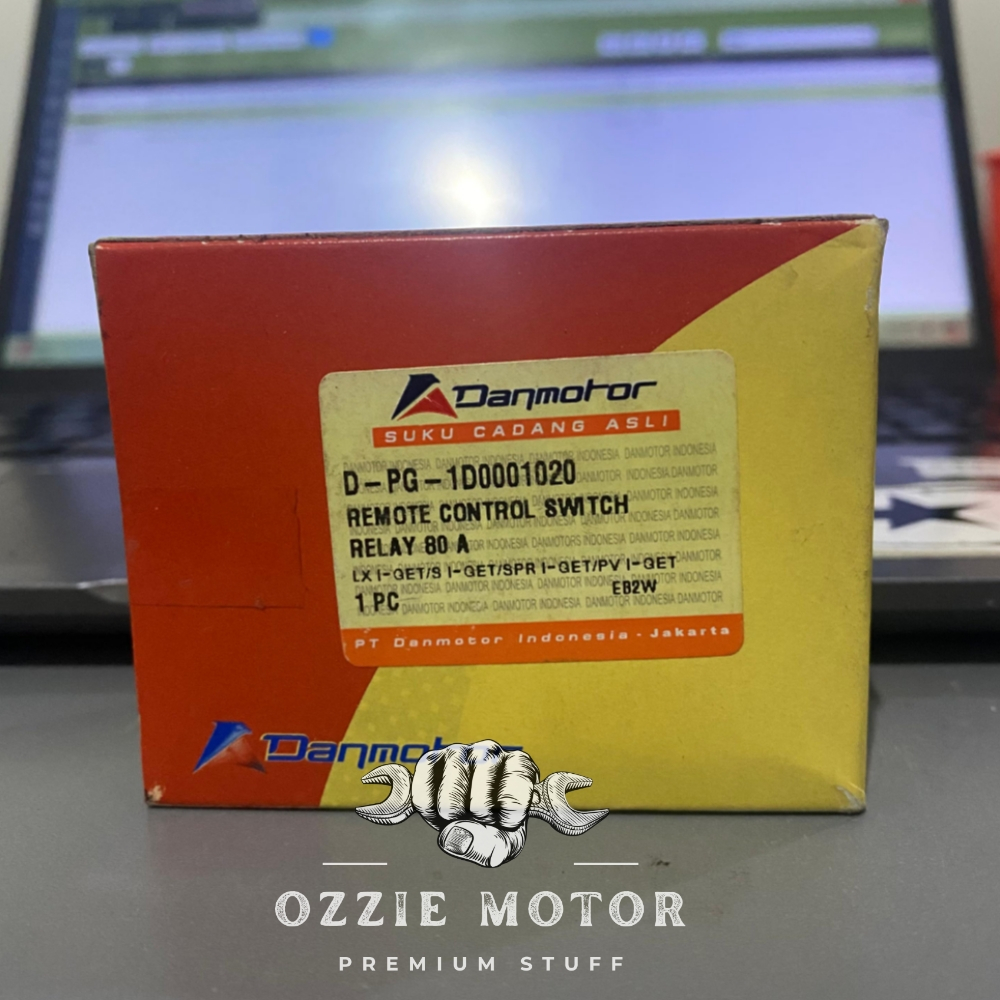 Danmotor
SUKU CADANG ASLI
D-PG-1D0001020
REMOTE CONTROL SWITCH
RELAY 80 A
LX I-GET/S I-GET/SPR I-GET/PV I-GET
EB2W
1 PC
PT Danmotor Indonesia - Jakarta
Danmotor
OZZIE MOTOR
PREMIUM STUFF